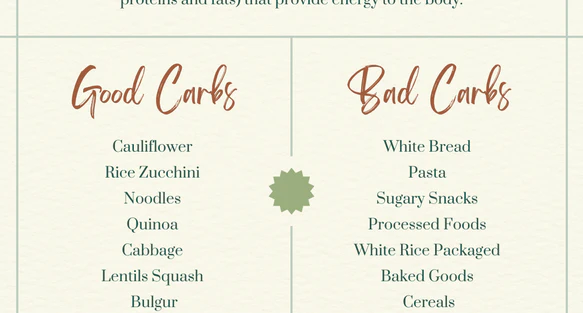 proteins and fats) that provide energy to the body.
Good Carbs
Cauliflower
Rice Zucchini
Noodles
Quinoa
Cabbage
Lentils Squash
Bulgur
Bad Carbs
White Bread
Pasta
Sugary Snacks
Processed Foods
White Rice Packaged
Baked Goods
Cereals